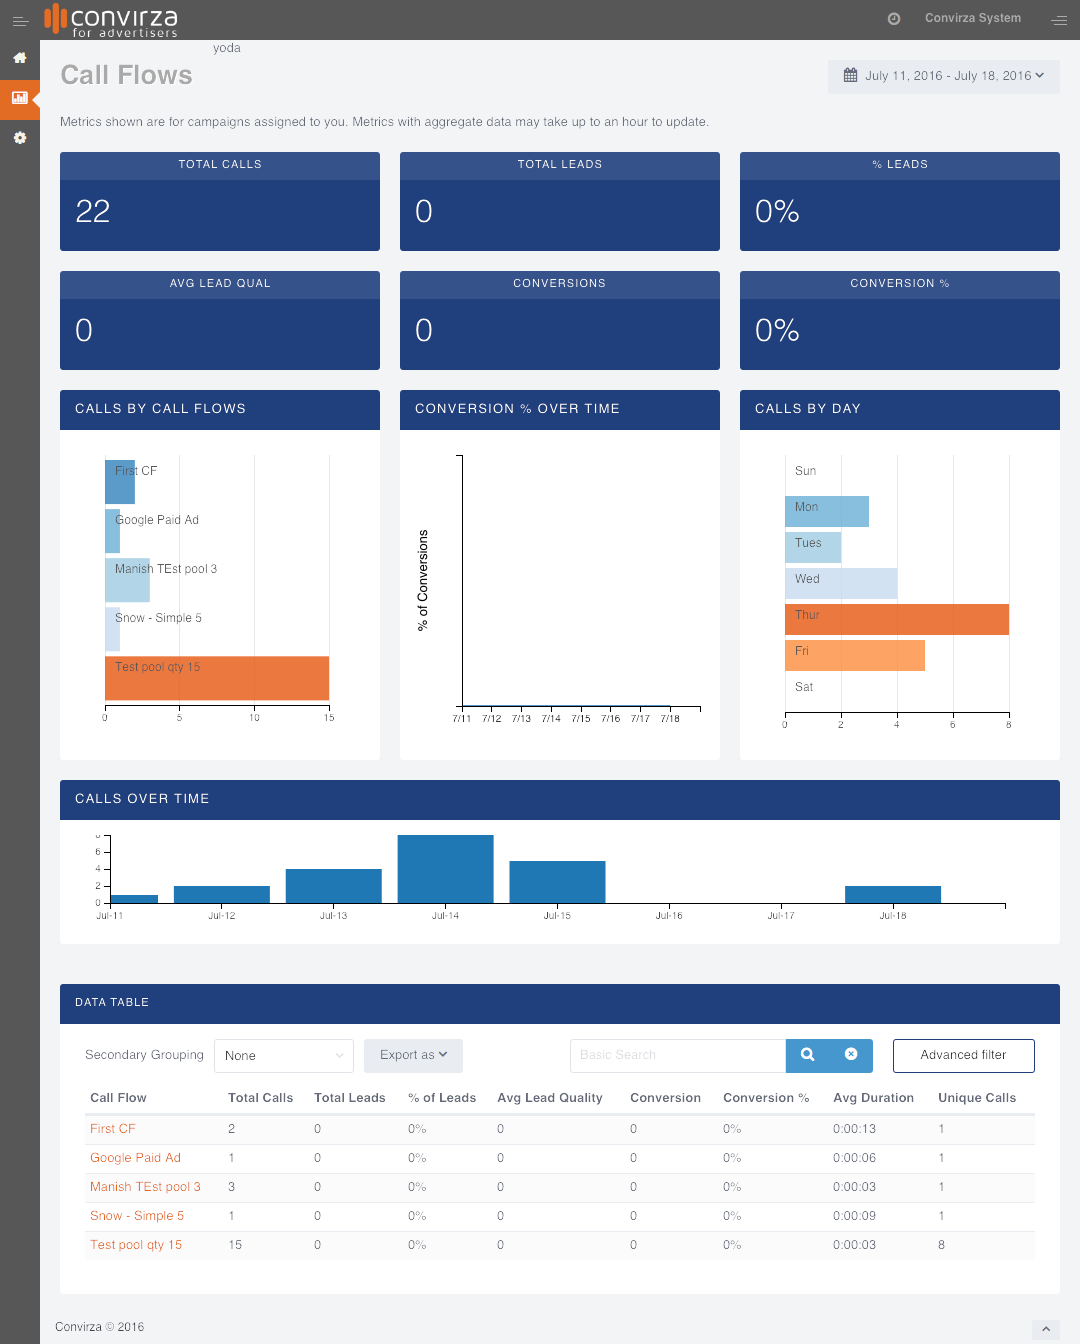 convirza
for advertisers
Convirza System
yoda
Call Flows
July 11, 2016 - July 18, 2016
Metrics shown are for campaigns assigned to you. Metrics with aggregate data may take up to an hour to update.
TOTAL CALLS
22
TOTAL LEADS
0
% LEADS
0%
AVG LEAD QUAL
0
CONVERSIONS
0
CONVERSION %
0%
CALLS BY CALL FLOWS
First CF
Google Paid Ad
Manish TEst pool 3
Snow - Simple 5
Test pool qty 15
0 5 10 15
CONVERSION % OVER TIME
% of Conversions
7/11 7/12 7/13 7/14 7/15 7/16 7/17 7/18
CALLS BY DAY
Sun
Mon
Tues
Wed
Thur
Fri
Sat
0 2 4 6 8
CALLS OVER TIME
8
6
4
2
0
Jul-11 Jul-12 Jul-13 Jul-14 Jul-15 Jul-16 Jul-17 Jul-18
DATA TABLE
Secondary Grouping None Export as Basic Search Advanced filter
Call Flow Total Calls Total Leads % of Leads Avg Lead Quality Conversion Conversion % Avg Duration Unique Calls
First CF 2 0 0% 0 0 0% 0:00:13 1
Google Paid Ad 1 0 0% 0 0 0% 0:00:06 1
Manish TEst pool 3 3 0 0% 0 0 0% 0:00:03 1
Snow - Simple 5 1 0 0% 0 0 0% 0:00:09 1
Test pool qty 15 15 0 0% 0 0 0% 0:00:03 8
Convirza © 2016